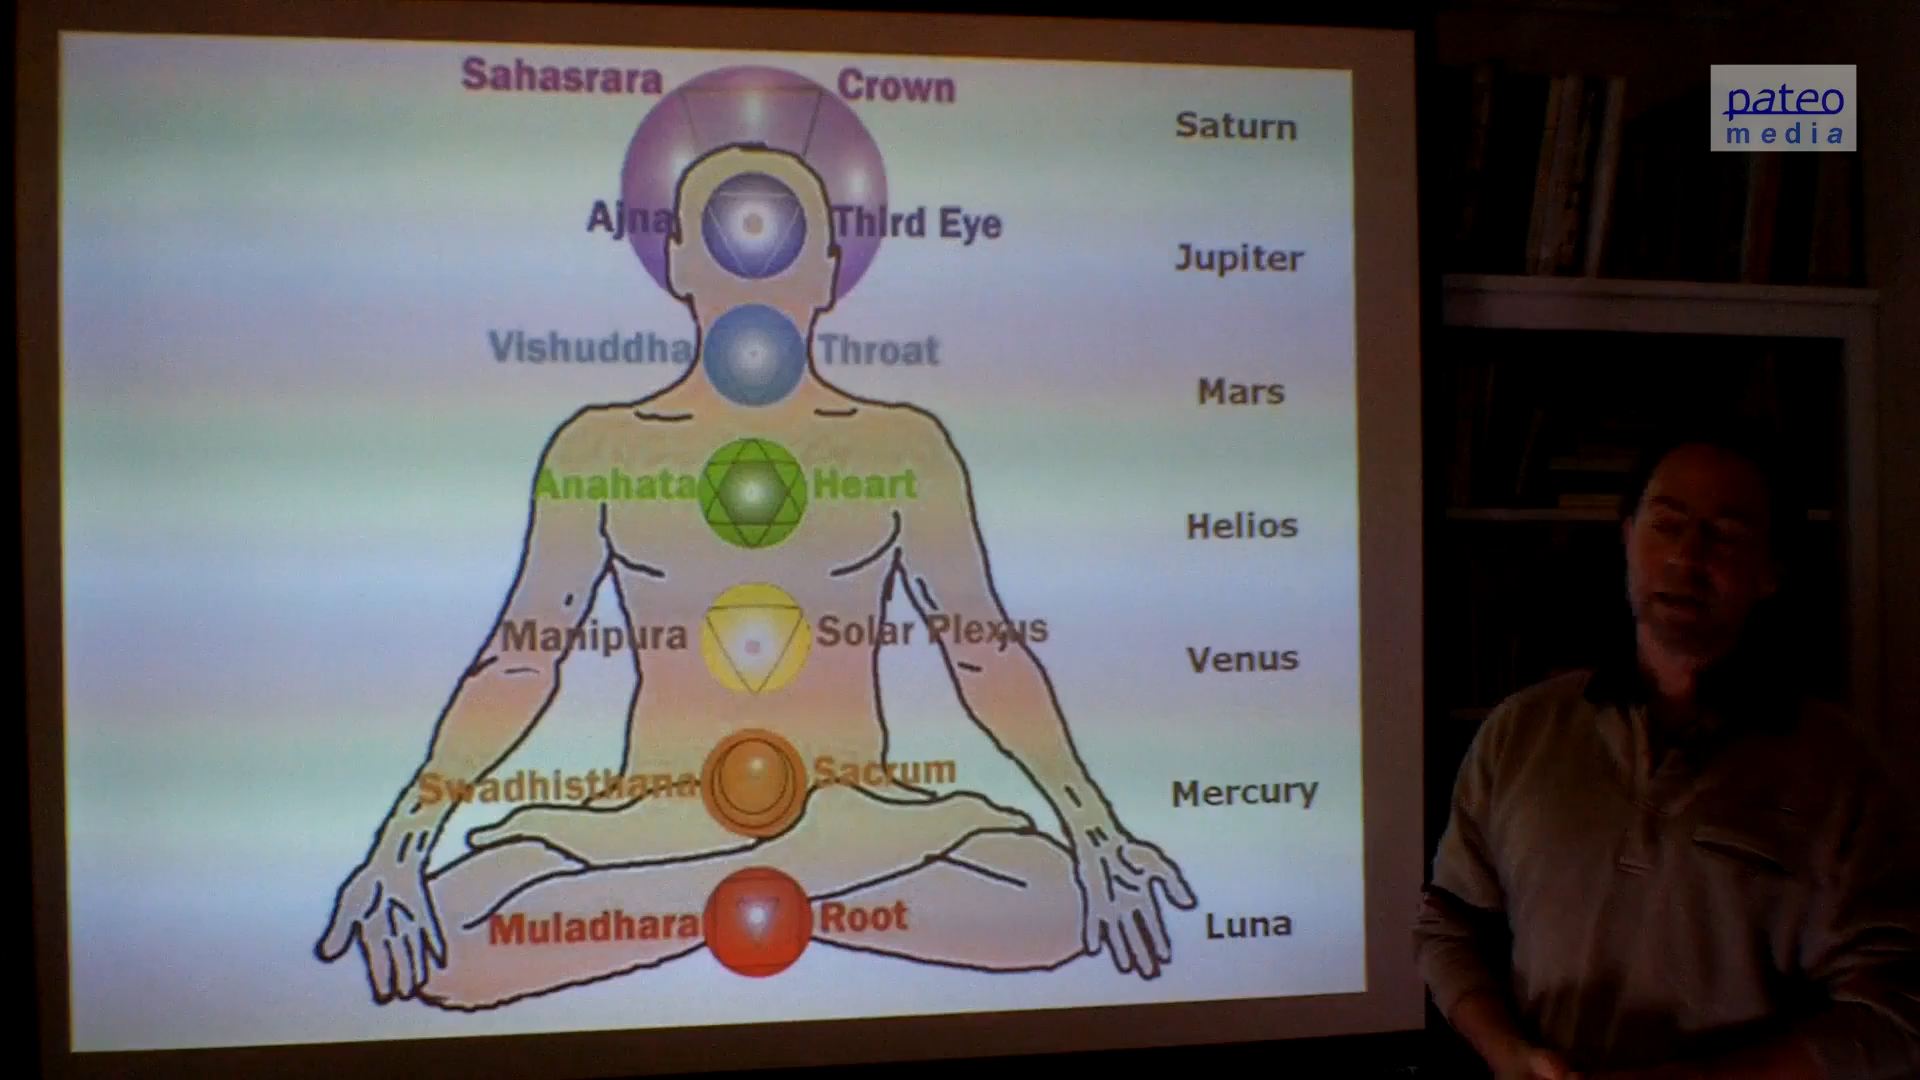 Sahasrara Crown Saturn
Ajna Third Eye Jupiter
Vishuddha Throat Mars
Anahata Heart Helios
Manipura Solar Plexus Venus
Swadhisthana Sacrum Mercury
Muladhara Root Luna
pateo
media